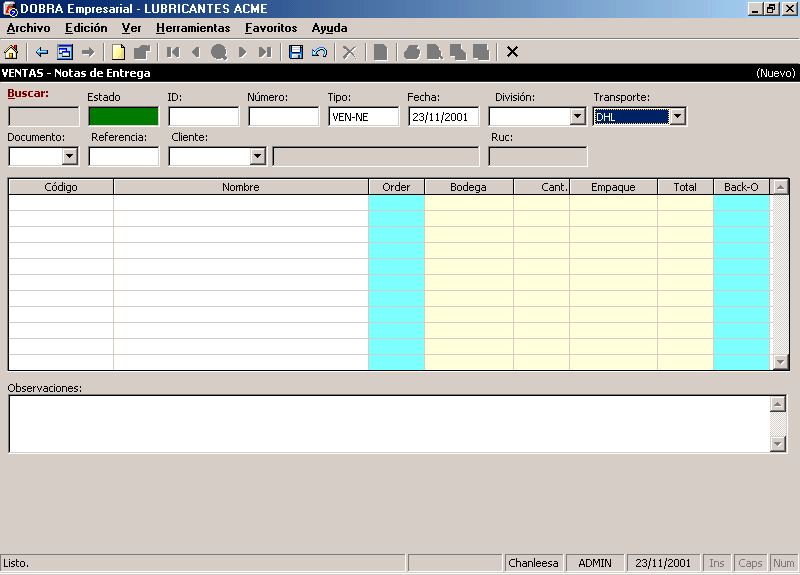 DOBRA Empresarial - LUBRICANTES ACME
Archivo Edición Ver Herramientas Favoritos Ayuda
VENTAS - Notas de Entrega (Nuevo)
Buscar: Estado ID: Número: Tipo: Fecha: División: Transporte:
VEN-NE 23/11/2001 DHL
Documento: Referencia: Cliente: Ruc:
Código Nombre Order Bodega Cant. Empaque Total Back-O
Observaciones:
Listo. Chanleesa ADMIN 23/11/2001 Ins Caps Num